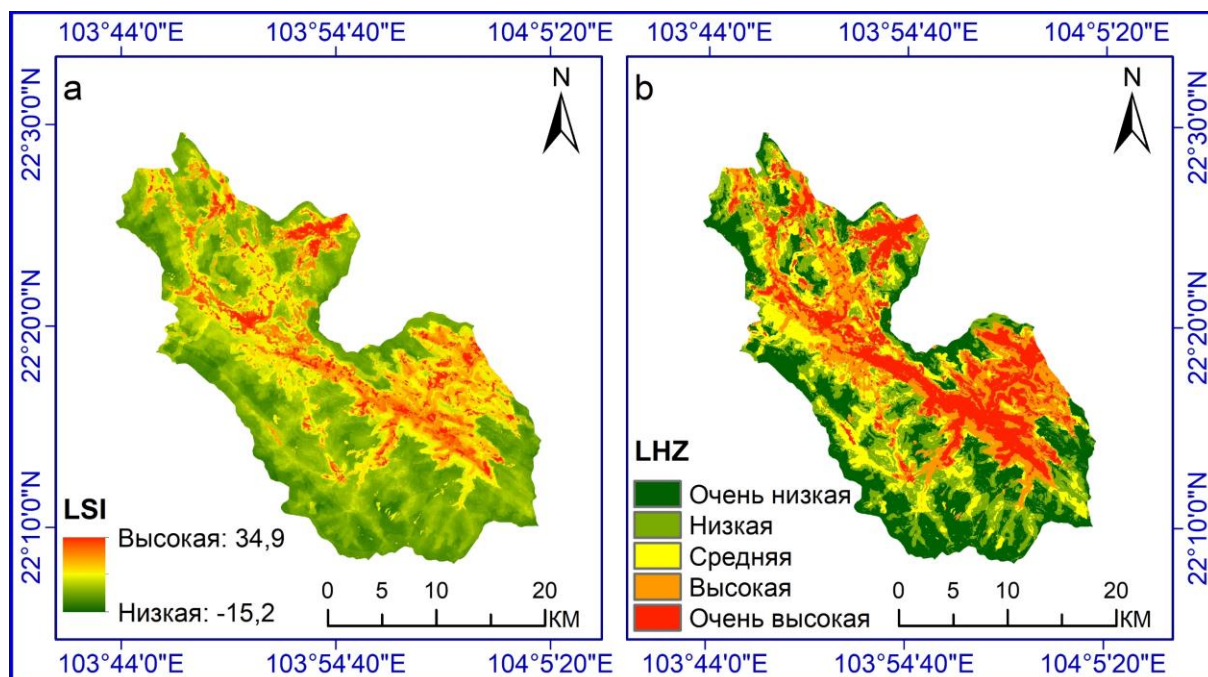 103°44'0"E 103°54'40" 104°5'20"E
103°44'0"E 103°54'40" 104°5'20"E
a
N
b
N
22°30'0"N
22°20'0"N
22°10'0"N
22°30'0"N
22°20'0"N
22°10'0"N
LSI
Высокая: 34,9
Низкая: -15,2
0 5 10 20
КМ
LHZ
Очень низкая
Низкая
Средняя
Высокая
Очень высокая
0 5 10 20
КМ
103°44'0"E 103°54'40" 104°5'20"E
103°44'0"E 103°54'40" 104°5'20"E